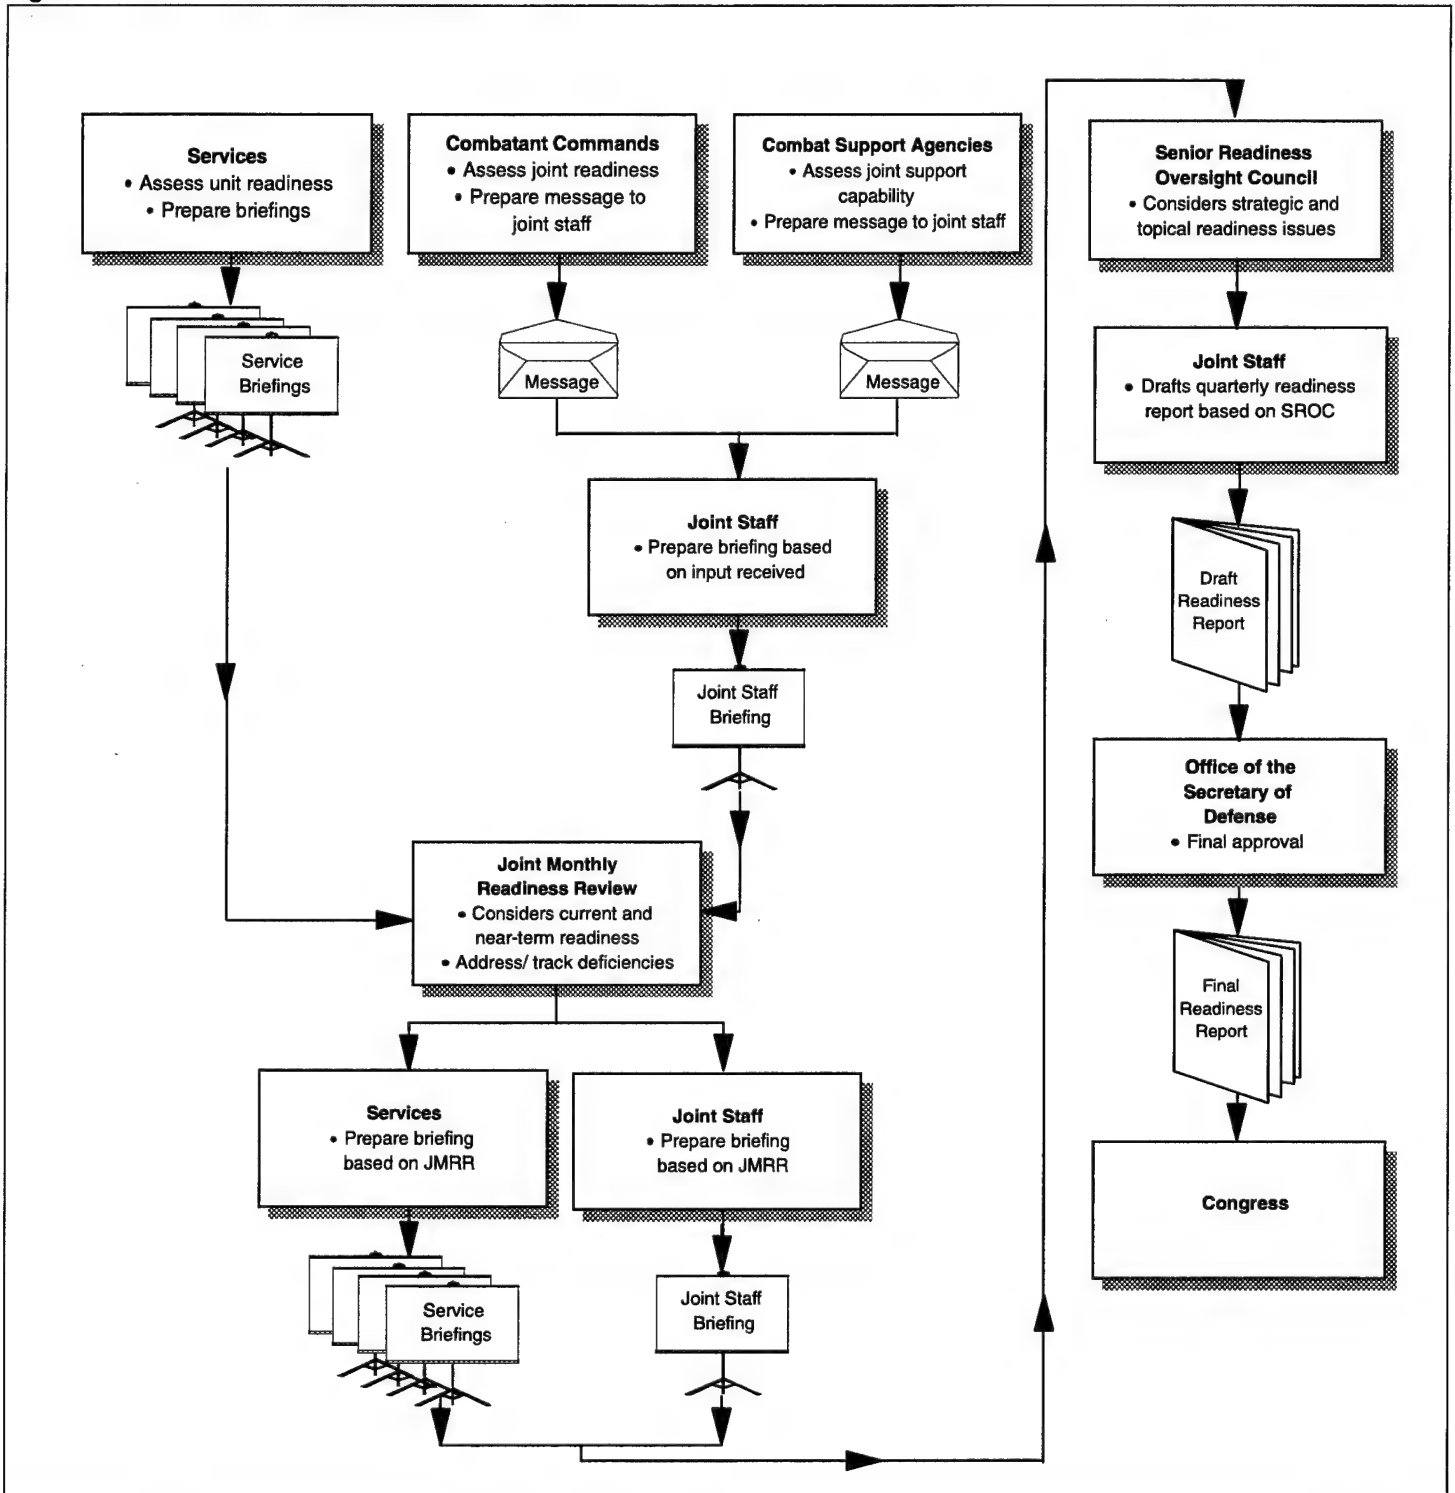 Services
• Assess unit readiness
• Prepare briefings
Combatant Commands
• Assess joint readiness
• Prepare message to
joint staff
Combat Support Agencies
• Assess joint support
capability
• Prepare message to joint staff
Service
Briefings
Message
Message
Joint Staff
• Prepare briefing based
on input received
Joint Staff
Briefing
Joint Monthly
Readiness Review
• Considers current and
near-term readiness
• Address/ track deficiencies
Services
• Prepare briefing
based on JMRR
Joint Staff
• Prepare briefing
based on JMRR
Service
Briefings
Joint Staff
Briefing
Senior Readiness
Oversight Council
• Considers strategic and
topical readiness issues
Joint Staff
• Drafts quarterly readiness
report based on SROC
Draft
Readiness
Report
Office of the
Secretary of
Defense
• Final approval
Final
Readiness
Report
Congress